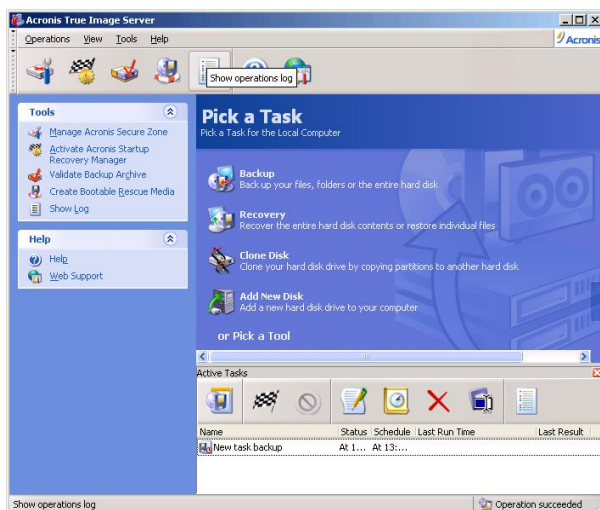 Acronis True Image Server
Operations View Tools Help
Acronis
Show operations log
Tools
Manage Acronis Secure Zone
Activate Acronis Startup
Recovery Manager
Validate Backup Archive
Create Bootable Rescue Media
Show Log
Help
Help
Web Support
Pick a Task
Pick a Task for the Local Computer
Backup
Back up your files, folders or the entire hard disk
Recovery
Recover the entire hard disk contents or restore individual files
Clone Disk
Clone your hard disk drive by copying partitions to another hard disk
Add New Disk
Add a new hard disk drive to your computer
or Pick a Tool
Active Tasks
Name Status Schedule Last Run Time Last Result
New task backup At 1... At 13:...
Show operations log Operation succeeded